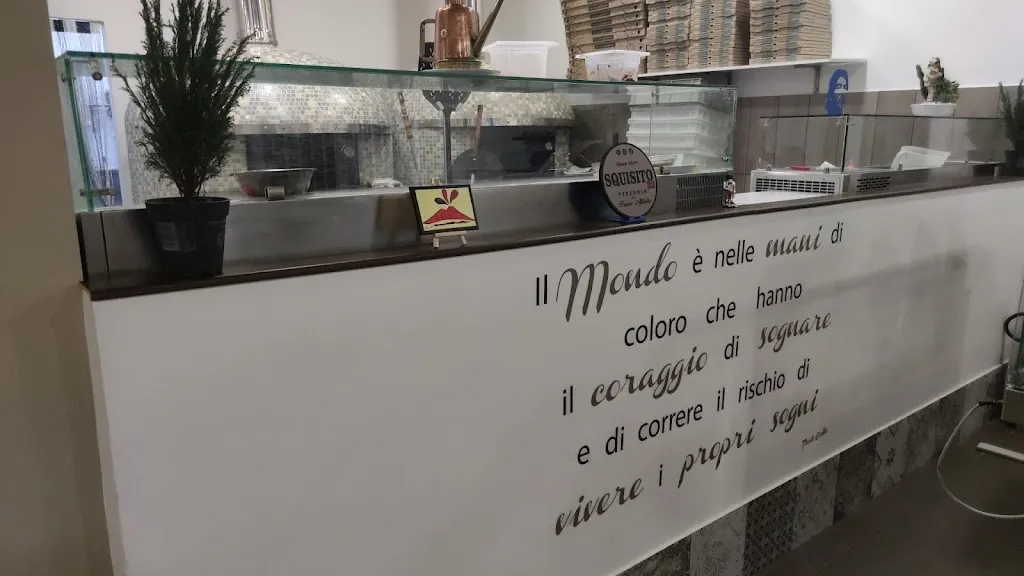 SQUISITO
PIZZERIA
Il Mondo è nelle mani di
coloro che hanno
il coraggio di sognare
e di correre il rischio di
vivere i propri sogni